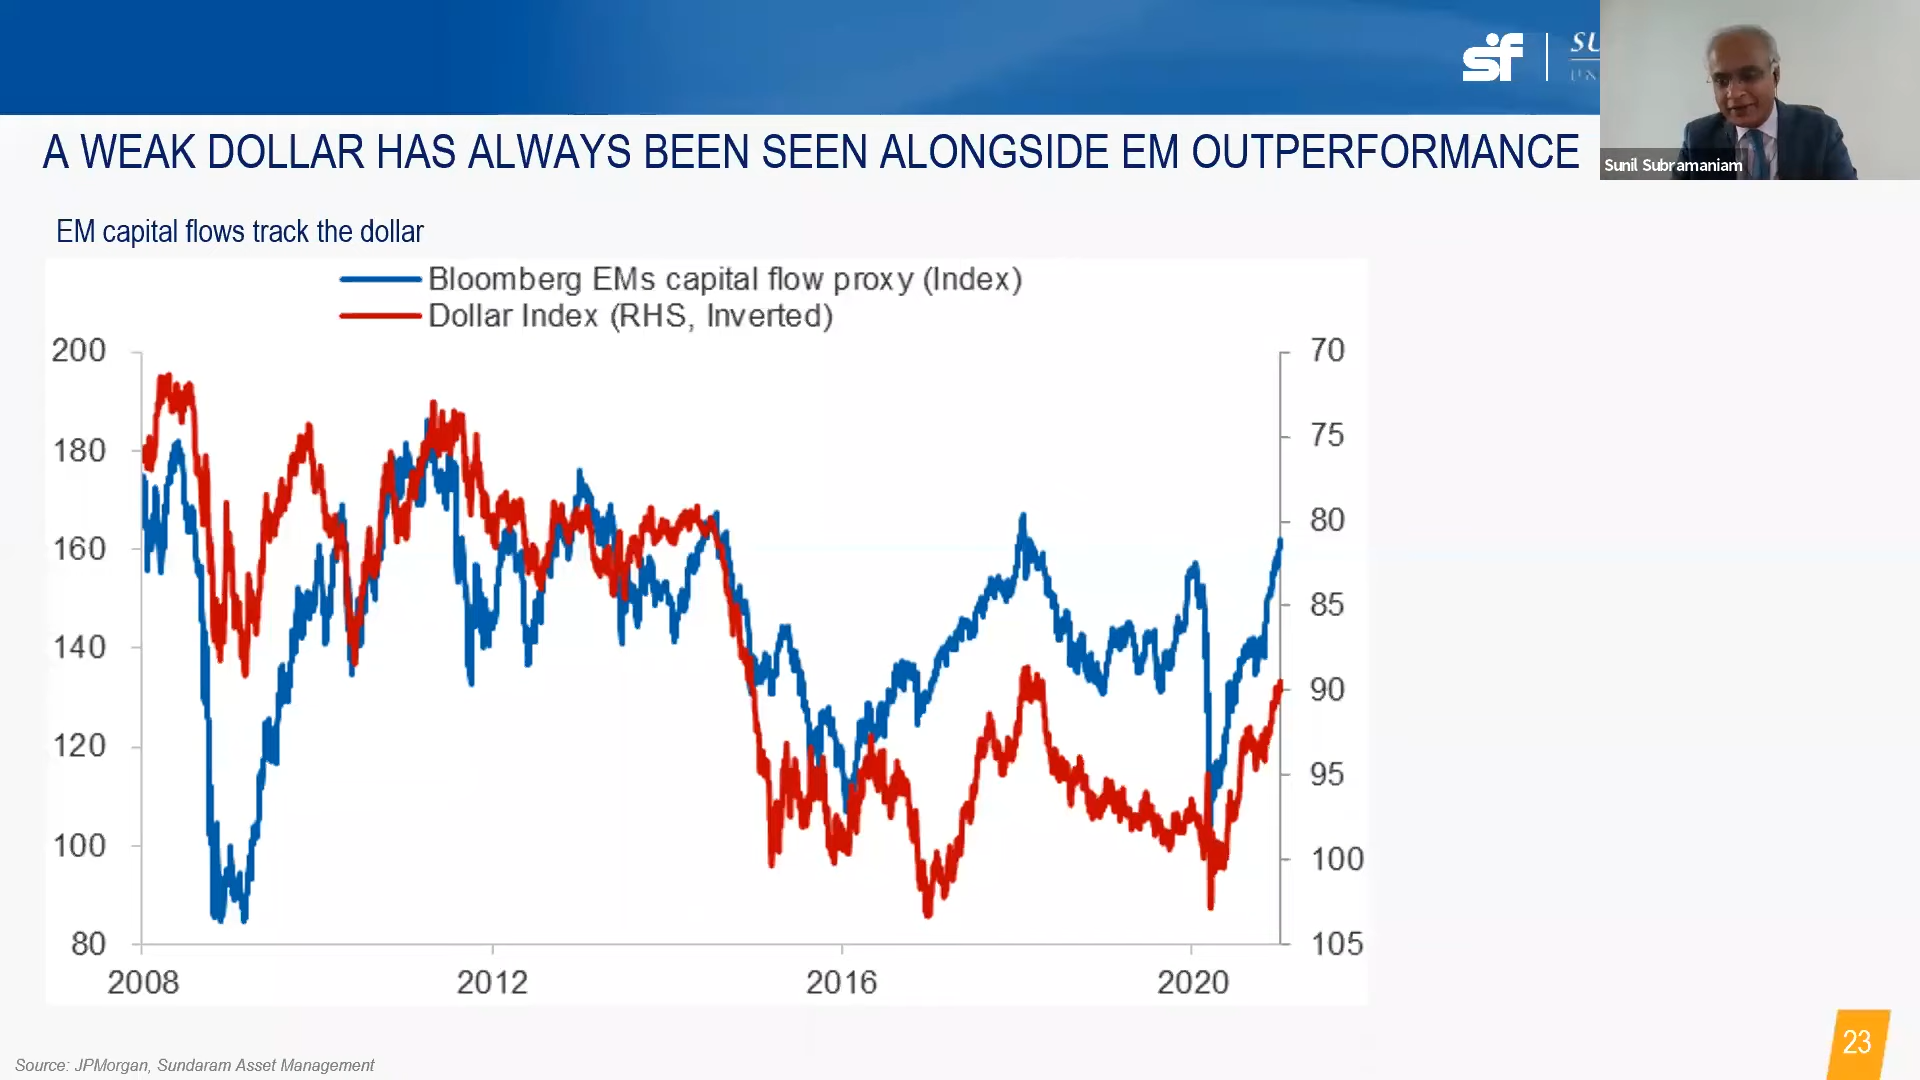 sf
SU
A WEAK DOLLAR HAS ALWAYS BEEN SEEN ALONGSIDE EM OUTPERFORMANCE
Sunil Subramaniam
EM capital flows track the dollar
Bloomberg EMs capital flow proxy (Index)
Dollar Index (RHS, Inverted)
200
180
160
140
120
100
80
70
75
80
85
90
95
100
105
2008
2012
2016
2020
23
Source: JPMorgan, Sundaram Asset Management